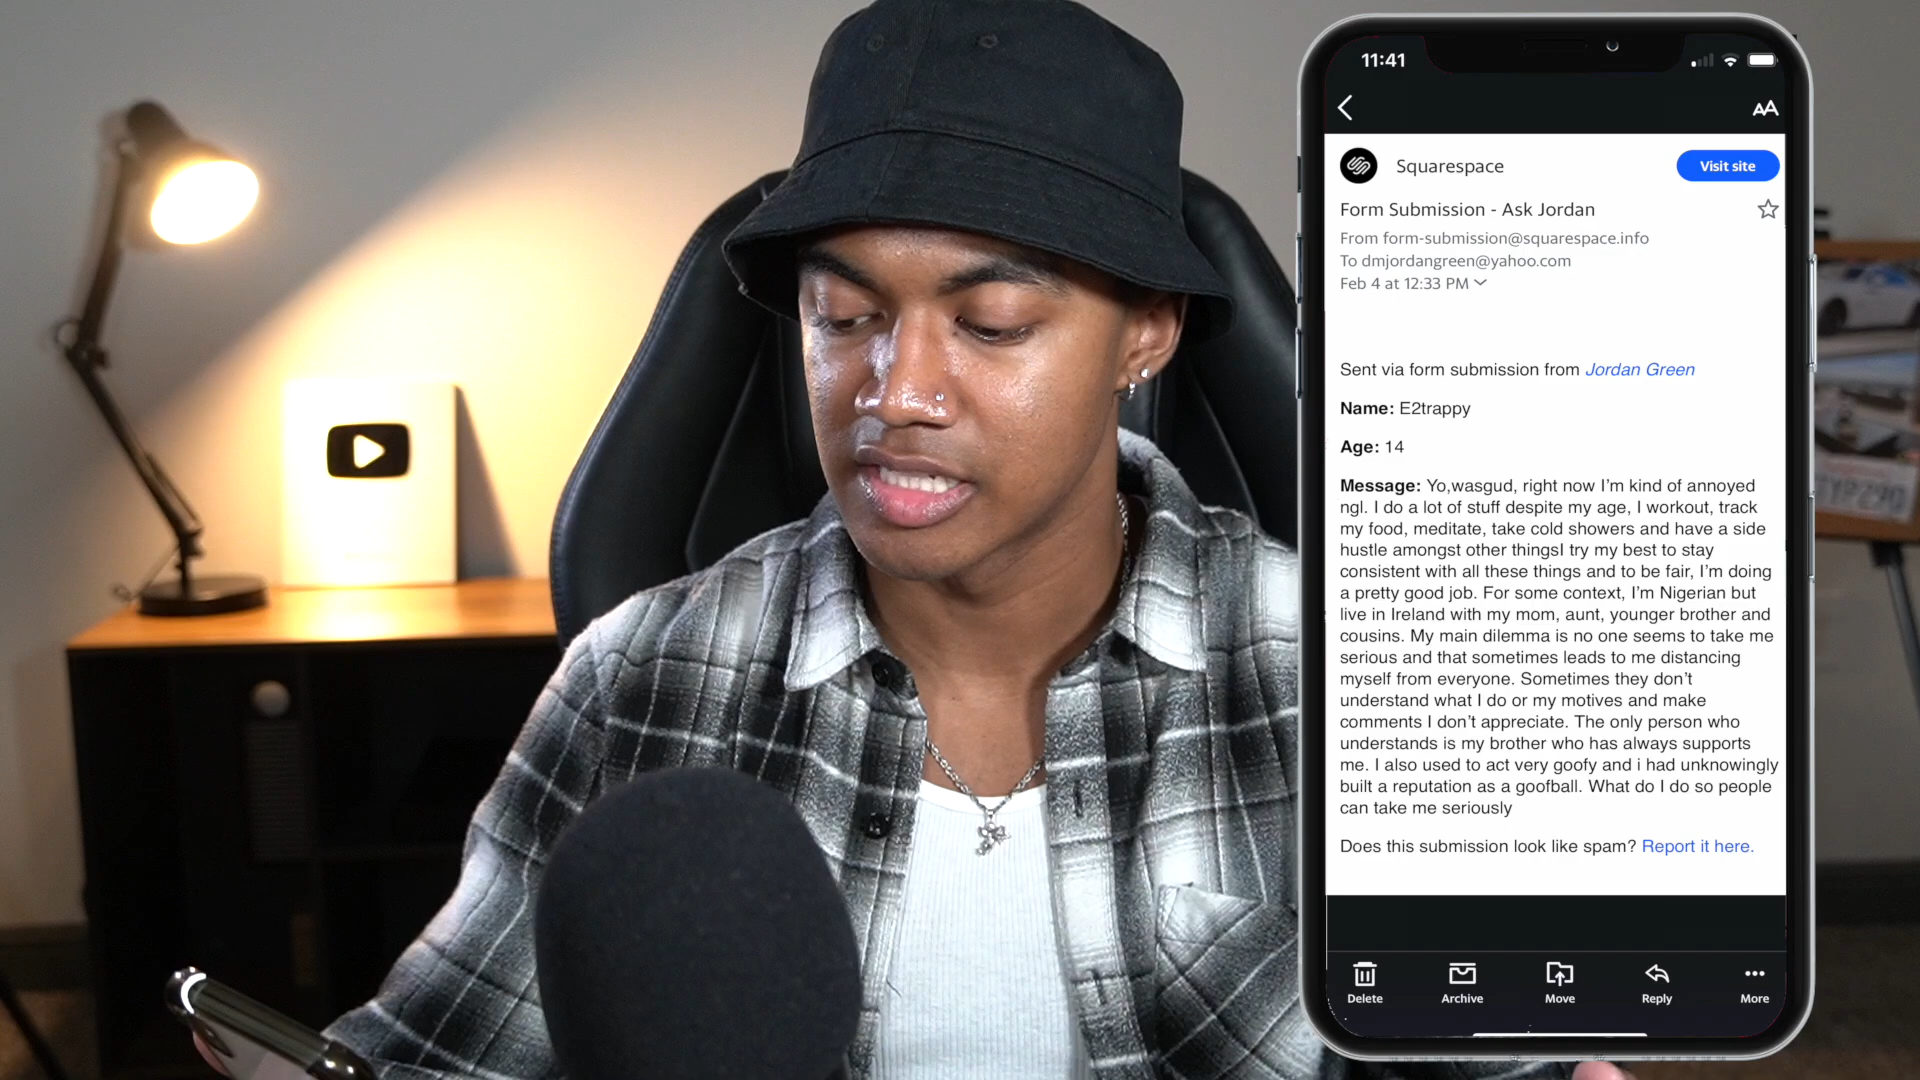 11:41
AA
Squarespace
Visit site
Form Submission - Ask Jordan
From form-submission@squarespace.info
To dmjordangreen@yahoo.com
Feb 4 at 12:33 PM
Sent via form submission from Jordan Green
Name: E2trappy
Age: 14
Message: Yo,wasgud, right now I’m kind of annoyed
ngl. I do a lot of stuff despite my age, I workout, track
my food, meditate, take cold showers and have a side
hustle amongst other thingsI try my best to stay
consistent with all these things and to be fair, I’m doing
a pretty good job. For some context, I’m Nigerian but
live in Ireland with my mom, aunt, younger brother and
cousins. My main dilemma is no one seems to take me
serious and that sometimes leads to me distancing
myself from everyone. Sometimes they don’t
understand what I do or my motives and make
comments I don’t appreciate. The only person who
understands is my brother who has always supports
me. I also used to act very goofy and i had unknowingly
built a reputation as a goofball. What do I do so people
can take me seriously
Does this submission look like spam? Report it here.
Delete
Archive
Move
Reply
More